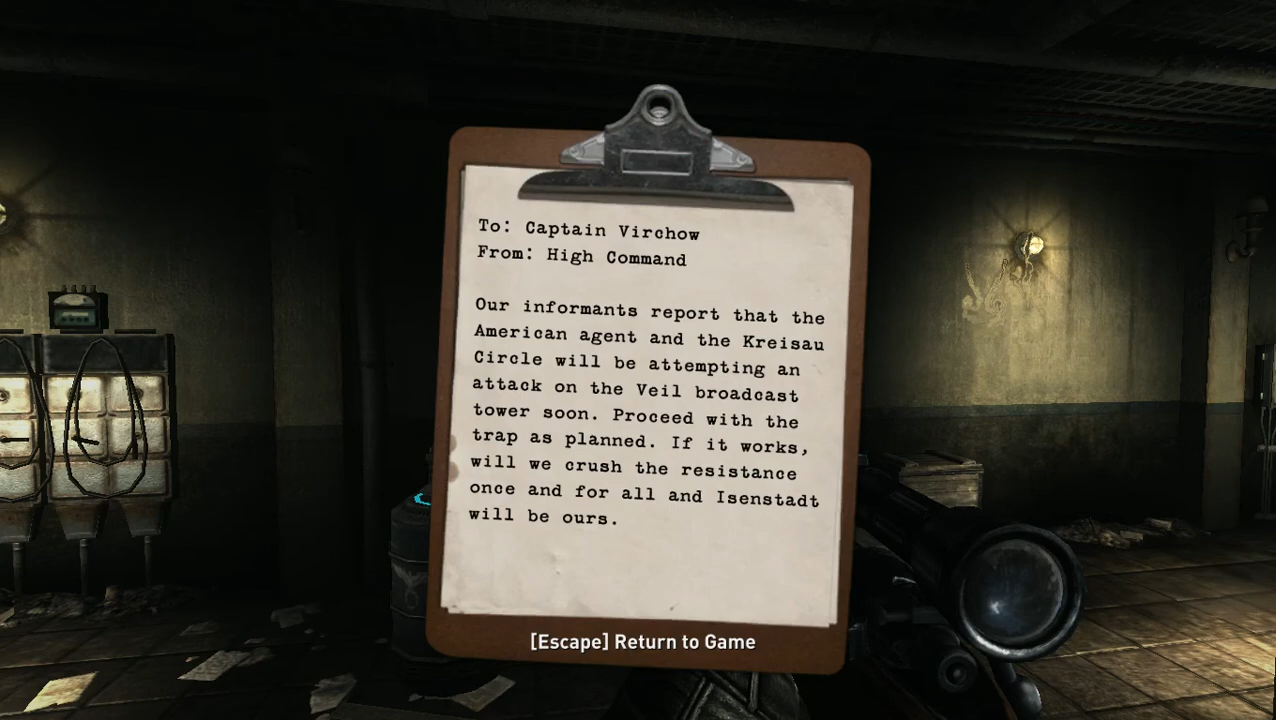 To: Captain Virchow
From: High Command
Our informants report that the
American agent and the Kreisau
Circle will be attempting an
attack on the Veil broadcast
tower soon. Proceed with the
trap as planned. If it works,
will we crush the resistance
once and for all and Isenstadt
will be ours.
[Escape] Return to Game